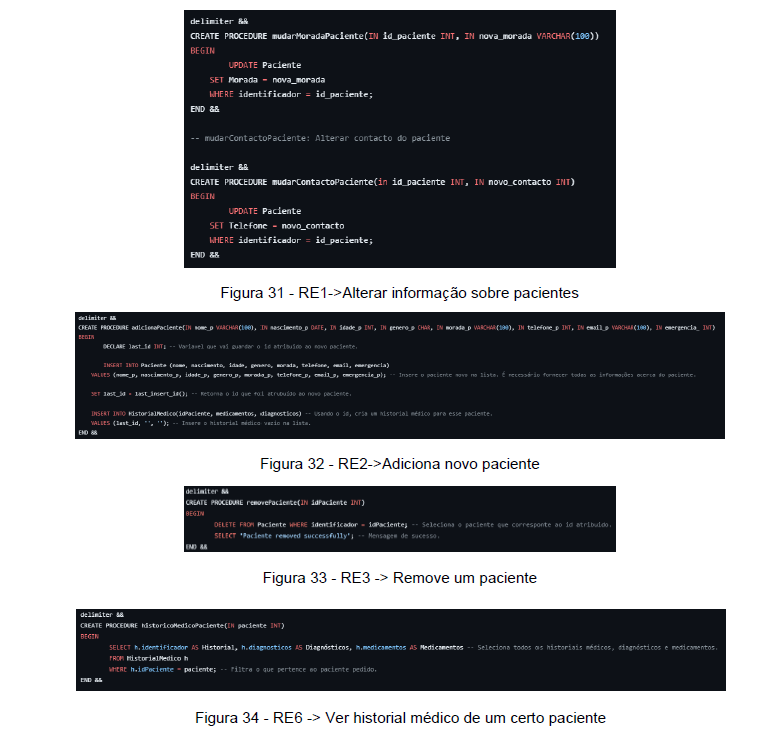 delimiter &&
CREATE PROCEDURE mudarMoradaPaciente(IN id_paciente INT, IN nova_morada VARCHAR(100))
BEGIN
UPDATE Paciente
SET Morada = nova_morada
WHERE identificador = id_paciente;
END &&
-- mudarContactoPaciente: Alterar contacto do paciente
delimiter &&
CREATE PROCEDURE mudarContactoPaciente(in id_paciente INT, IN novo_contacto INT)
BEGIN
UPDATE Paciente
SET Telefone = novo_contacto
WHERE identificador = id_paciente;
END &&
Figura 31 - RE1->Alterar informação sobre pacientes
delimiter &&
CREATE PROCEDURE adicionaPaciente(IN nome_p VARCHAR(100), IN nascimento_p DATE, IN idade_p INT, IN genero_p CHAR, IN morada_p VARCHAR(100), IN telefone_p INT, IN email_p VARCHAR(100), IN emergencia_ INT)
BEGIN
DECLARE last_id INT; -- Variavel que vai guardar o id atribuido ao novo paciente.
INSERT INTO Paciente (nome, nascimento, idade, genero, morada, telefone, email, emergencia)
VALUES (nome_p, nascimento_p, idade_p, genero_p, morada_p, telefone_p, email_p, emergencia_p); -- Insere o paciente novo na lista. É necessário fornecer todas as informações acerca do paciente.
SET last_id = last_insert_id(); -- Retorna o id que foi atribuido ao novo paciente.
INSERT INTO HistorialMedico(idPaciente, medicamentos, diagnosticos) -- Usando o id, cria um historial médico para esse paciente.
VALUES (last_id, '', ''); -- Insere o historial médico vazio na lista.
END &&
Figura 32 - RE2->Adiciona novo paciente
delimiter &&
CREATE PROCEDURE removePaciente(IN idPaciente INT)
BEGIN
DELETE FROM Paciente WHERE identificador = idPaciente; -- Seleciona o paciente que corresponte ao id atribuido.
SELECT 'Paciente removed successfully'; -- Mensagem de sucesso.
END &&
Figura 33 - RE3 -> Remove um paciente
delimiter &&
CREATE PROCEDURE historicoMedicoPaciente(IN paciente INT)
BEGIN
SELECT h.identificador AS Historial, h.diagnosticos AS Diagnósticos, h.medicamentos AS Medicamentos -- Seleciona todos os historiais médicos, diagnósticos e medicamentos.
FROM HistorialMedico h
WHERE h.idPaciente = paciente; -- Filtra o que pertence ao paciente pedido.
END &&
Figura 34 - RE6 -> Ver historial médico de um certo paciente